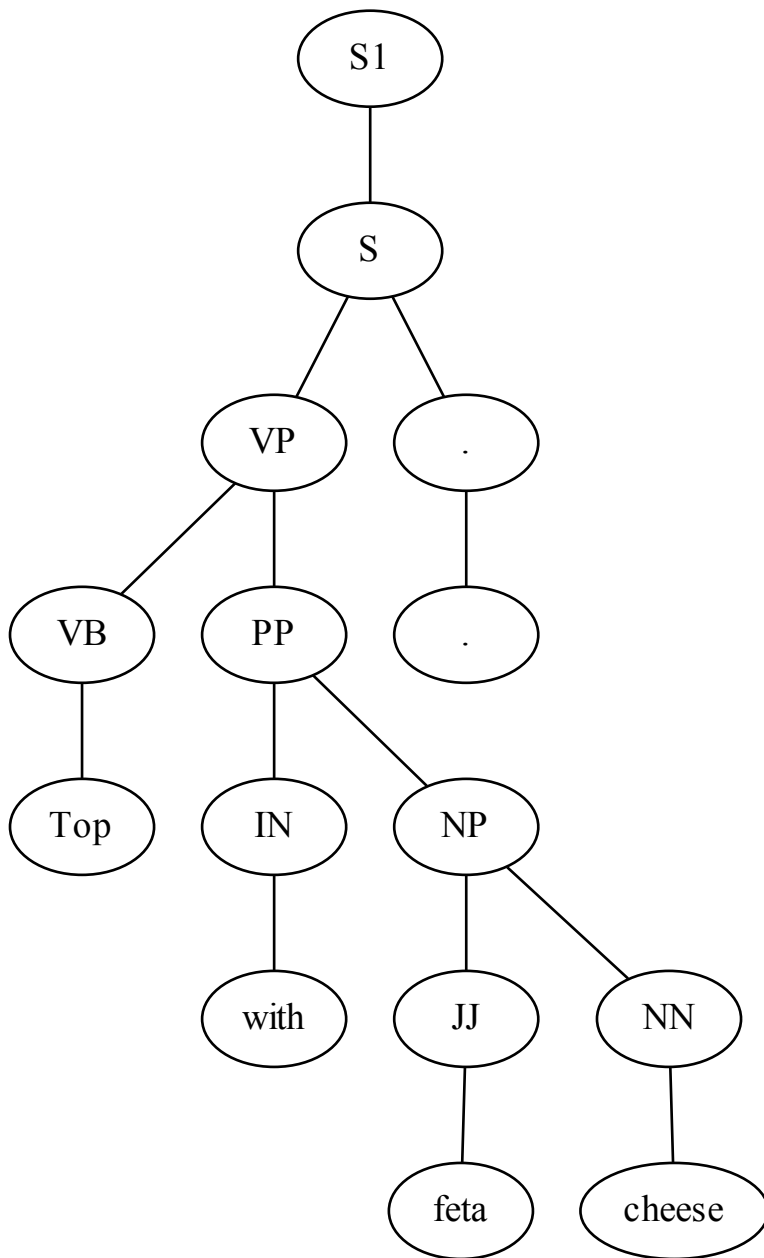 S1
S
VP .
VB PP .
Top IN NP
with JJ NN
feta cheese